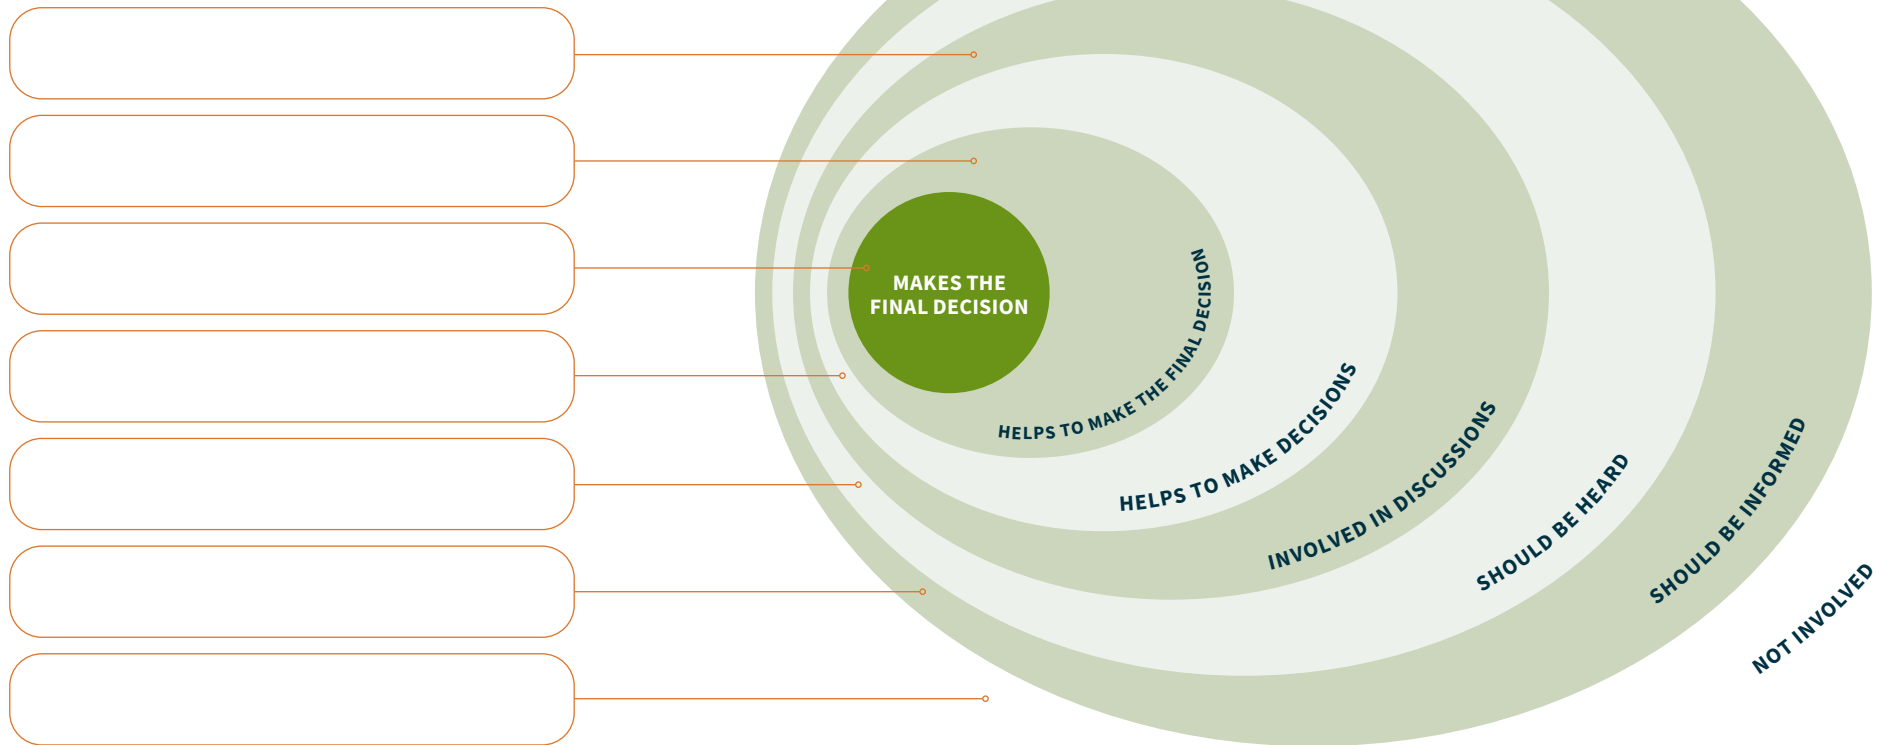 MAKES THE
FINAL DECISION
HELPS TO MAKE THE FINAL DECISION
HELPS TO MAKE DECISIONS
INVOLVED IN DISCUSSIONS
SHOULD BE HEARD
SHOULD BE INFORMED
NOT INVOLVED